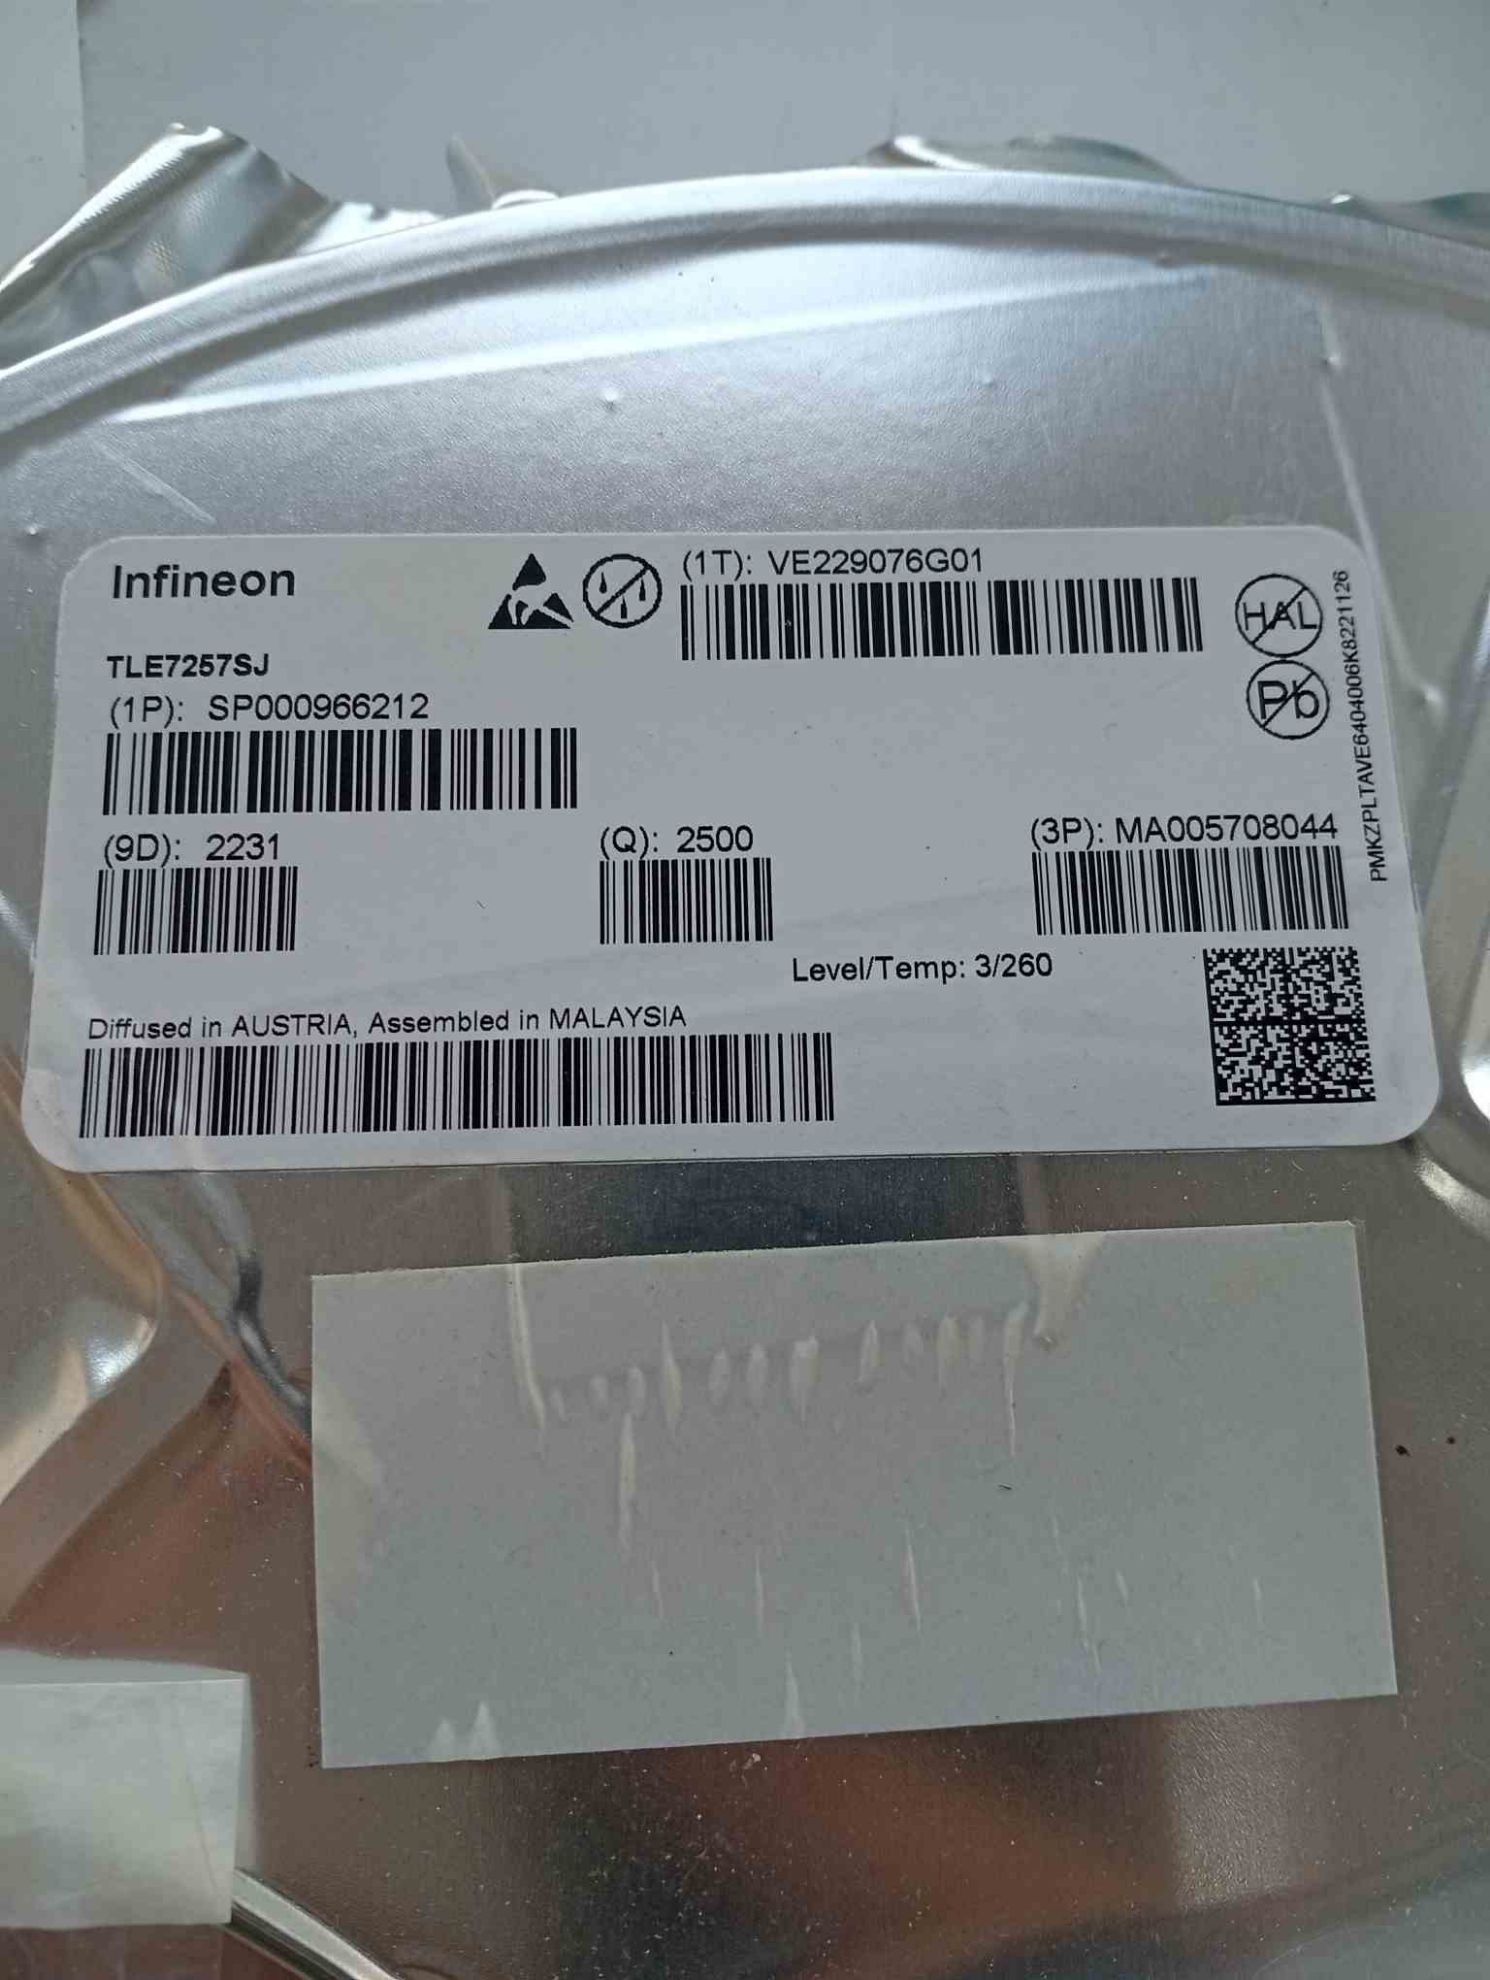 Infineon
(1T): VE229076G01
HAL
Pb
PMKZPLTAVE6404006K8221126
TLE7257SJ
(1P): SP000966212
(9D): 2231
(Q): 2500
(3P): MA005708044
Level/Temp: 3/260
Diffused in AUSTRIA, Assembled in MALAYSIA